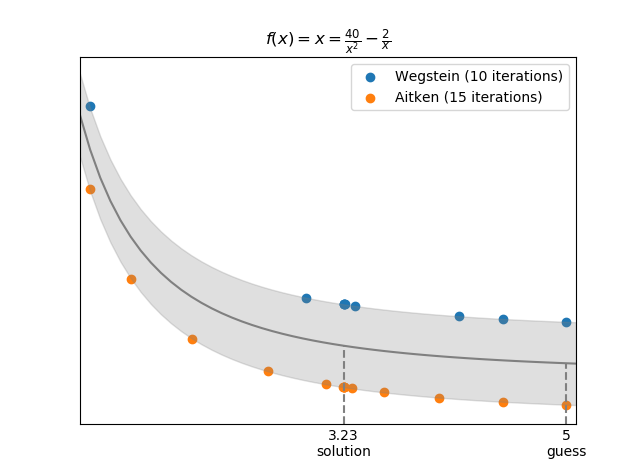 f(x) = x = 40/x² − 2/x
Wegstein (10 iterations)
Aitken (15 iterations)
3.23
solution
5
guess